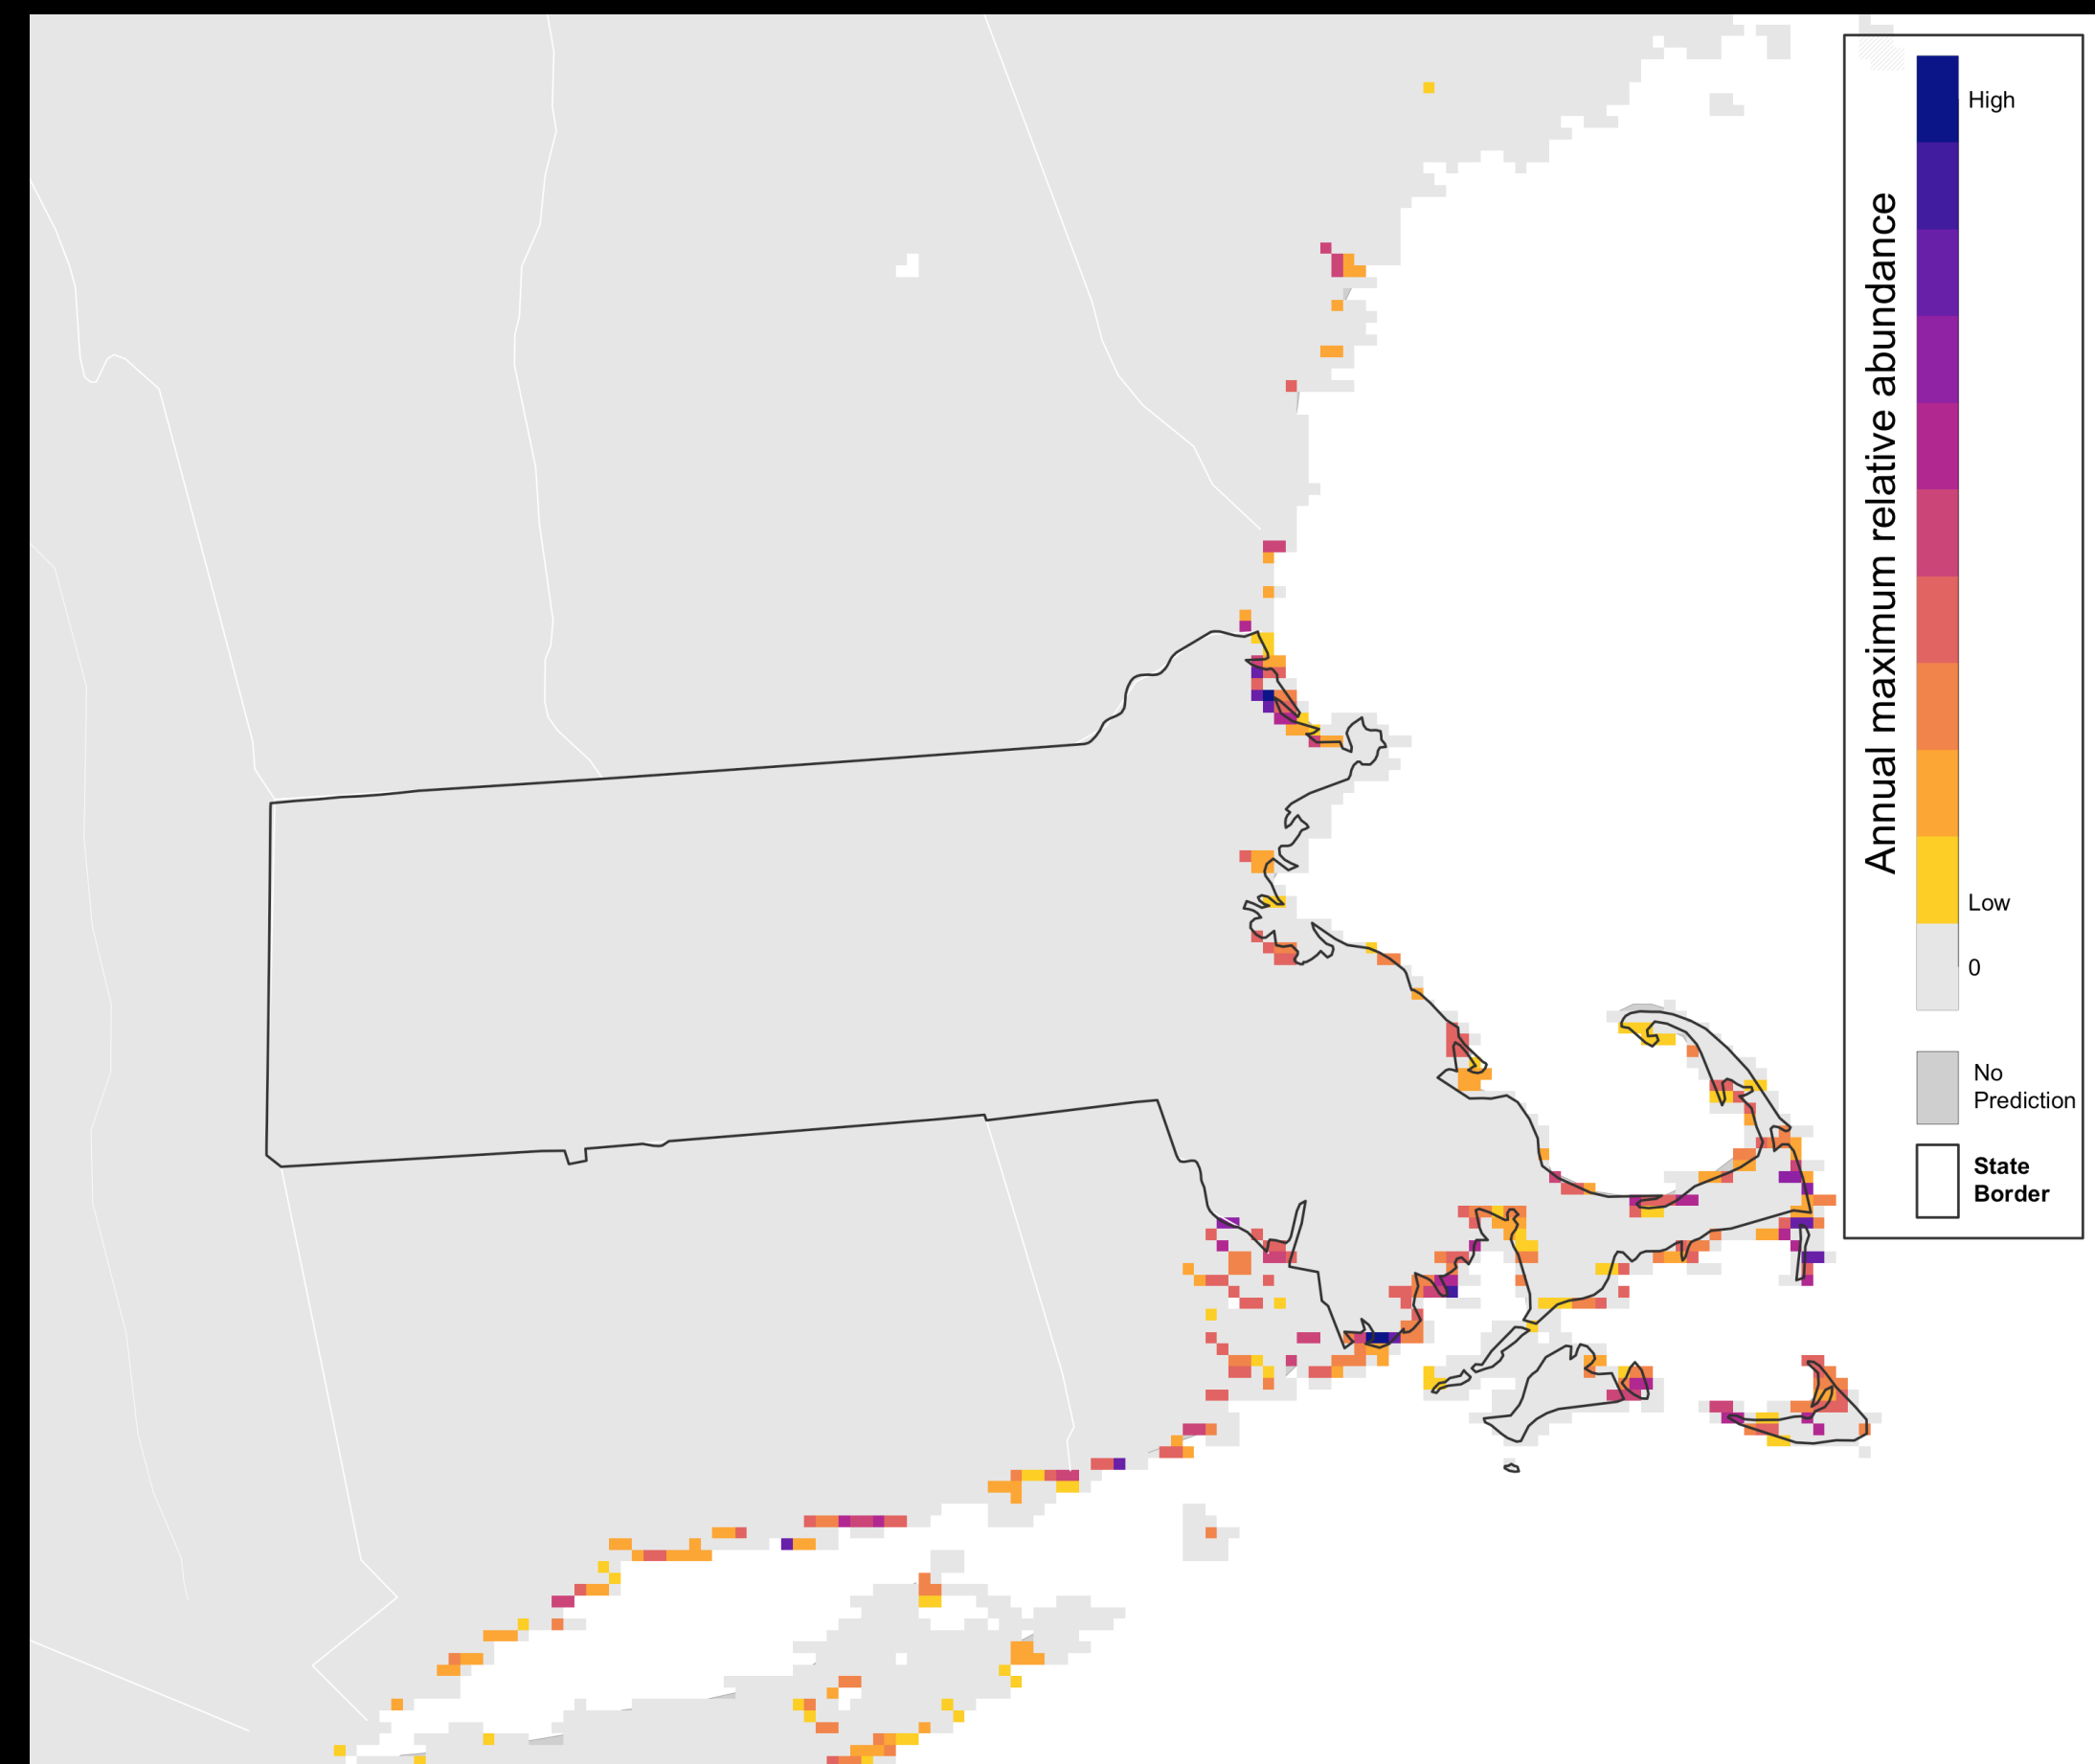 Annual maximum relative abundance
High
Low
0
No
Prediction
State
Border